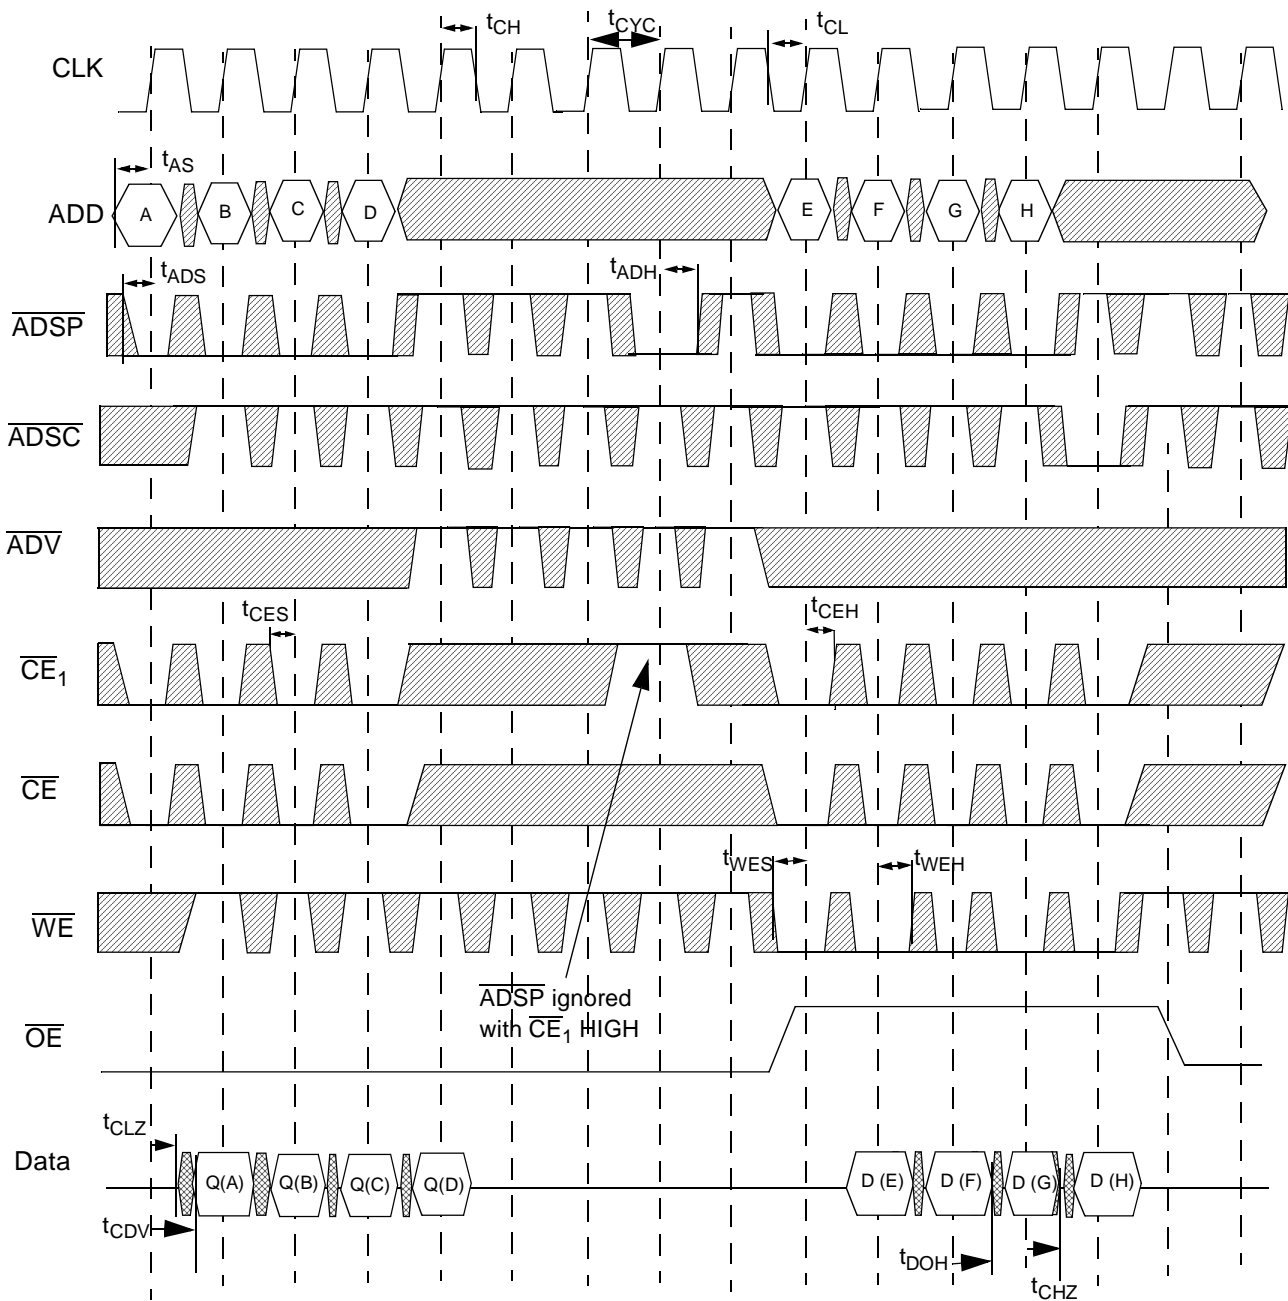 tCH
tCYC
tCL
CLK
tAS
ADD
A
B
C
D
E
F
G
H
tADS
tADH
ADSP
ADSC
ADV
tCES
tCEH
CE1
CE
tWES
tWEH
WE
ADSP ignored
with CE1 HIGH
OE
tCLZ
Data
Q(A)
Q(B)
Q(C)
Q(D)
D (E)
D (F)
D (G)
D (H)
tCDV
tDOH
tCHZ